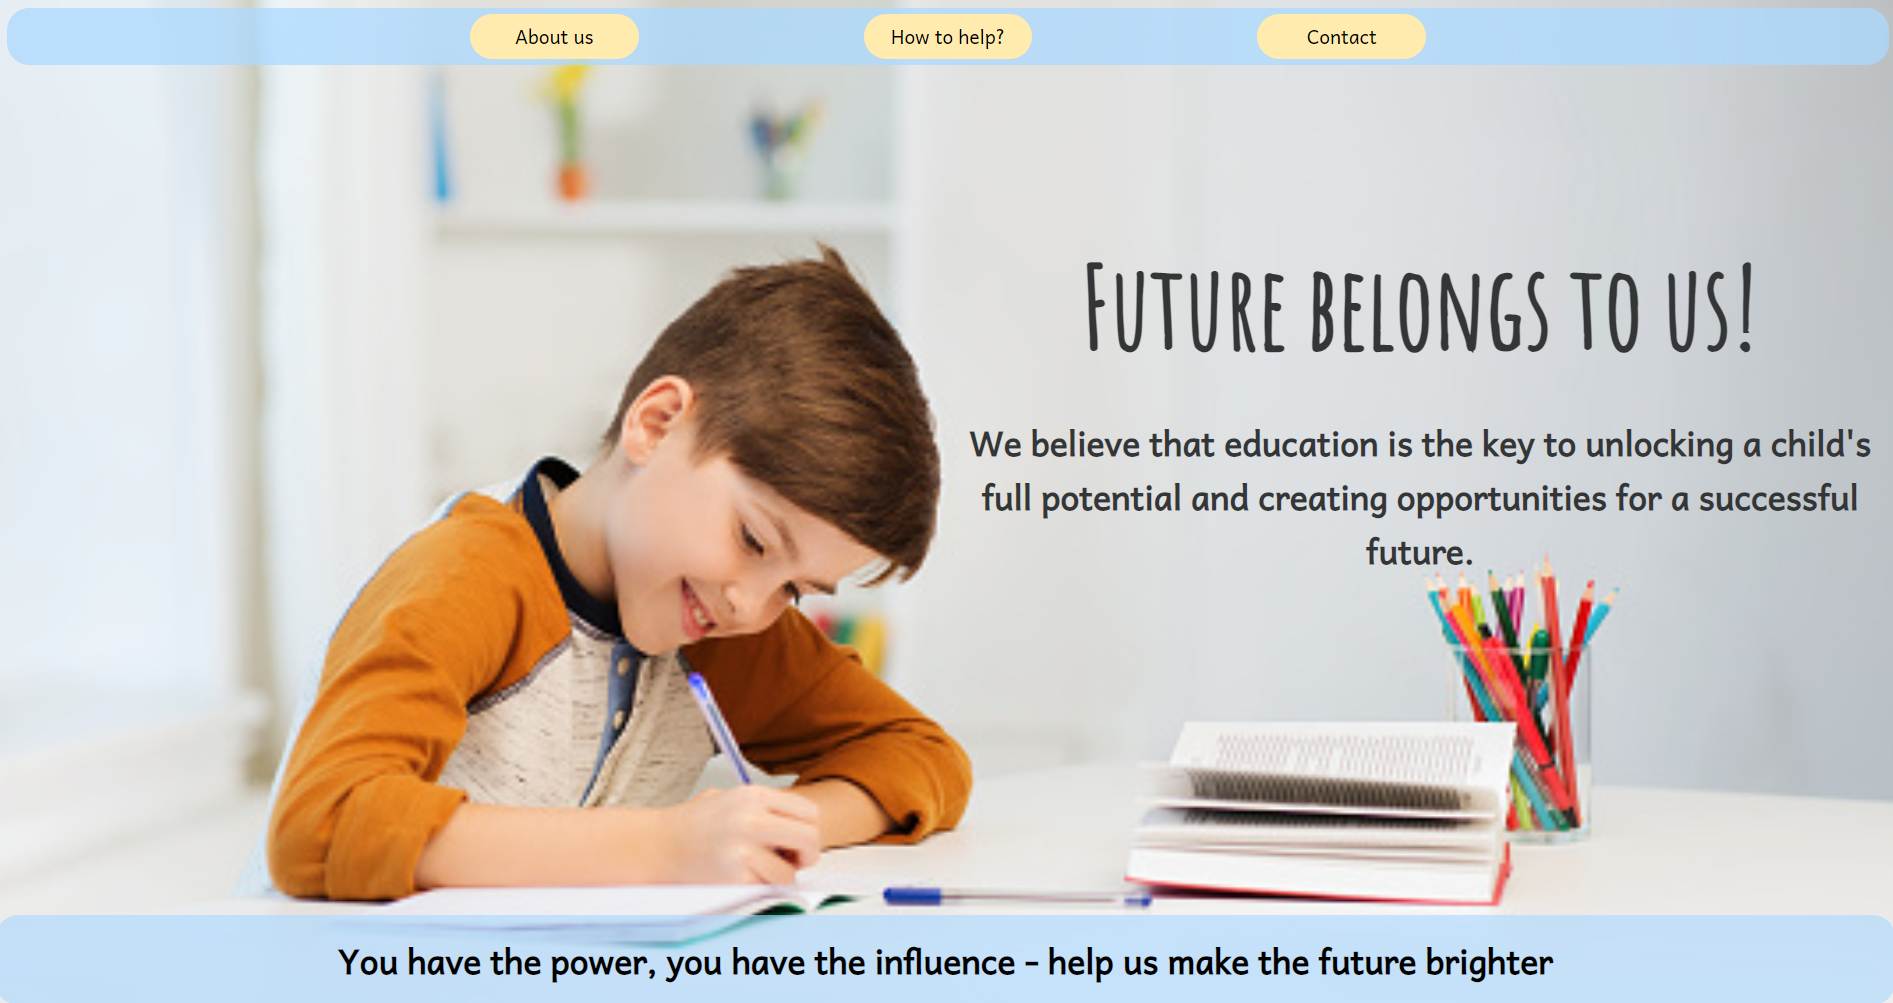 About us
How to help?
Contact
Future belongs to us!
We believe that education is the key to unlocking a child's
full potential and creating opportunities for a successful
future.
You have the power, you have the influence - help us make the future brighter